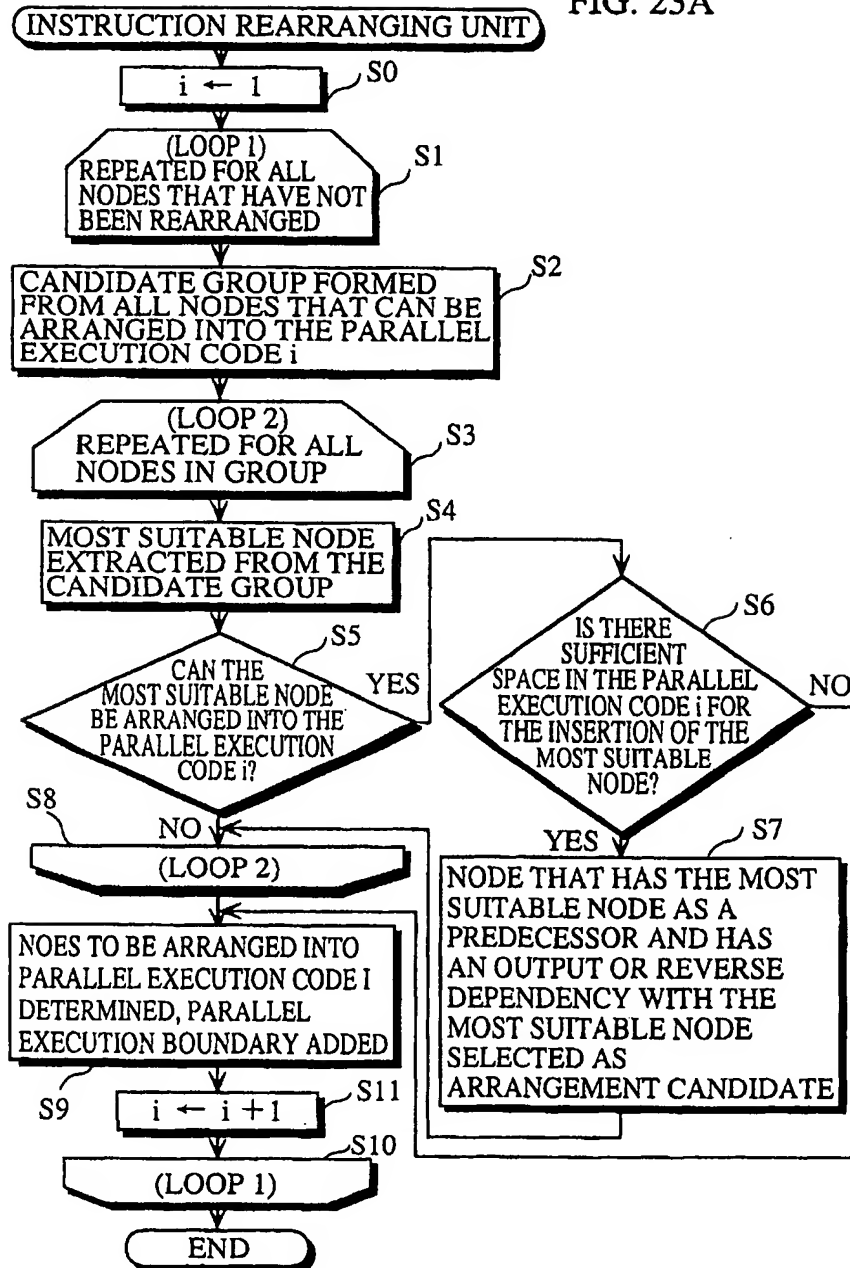 FIG. 23A
INSTRUCTION REARRANGING UNIT
i ← 1
S0
(LOOP 1)
REPEATED FOR ALL
NODES THAT HAVE NOT
BEEN REARRANGED
S1
CANDIDATE GROUP FORMED
FROM ALL NODES THAT CAN BE
ARRANGED INTO THE PARALLEL
EXECUTION CODE i
S2
(LOOP 2)
REPEATED FOR ALL
NODES IN GROUP
S3
MOST SUITABLE NODE
EXTRACTED FROM THE
CANDIDATE GROUP
S4
CAN THE
MOST SUITABLE NODE
BE ARRANGED INTO THE
PARALLEL EXECUTION
CODE i?
S5
YES
NO
IS THERE
SUFFICIENT
SPACE IN THE PARALLEL
EXECUTION CODE i FOR
THE INSERTION OF THE
MOST SUITABLE
NODE?
S6
NO
YES
S7
NODE THAT HAS THE MOST
SUITABLE NODE AS A
PREDECESSOR AND HAS
AN OUTPUT OR REVERSE
DEPENDENCY WITH THE
MOST SUITABLE NODE
SELECTED AS
ARRANGEMENT CANDIDATE
S8
(LOOP 2)
NOES TO BE ARRANGED INTO
PARALLEL EXECUTION CODE I
DETERMINED, PARALLEL
EXECUTION BOUNDARY ADDED
S9
i ← i + 1
S11
S10
(LOOP 1)
END